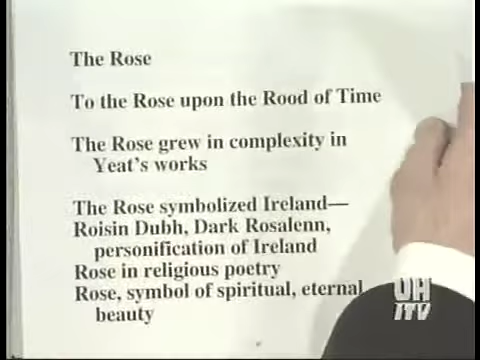 The Rose
To the Rose upon the Rood of Time
The Rose grew in complexity in
Yeat's works
The Rose symbolized Ireland—
Roisin Dubh, Dark Rosalenn,
personification of Ireland
Rose in religious poetry
Rose, symbol of spiritual, eternal
beauty
UH
ITV